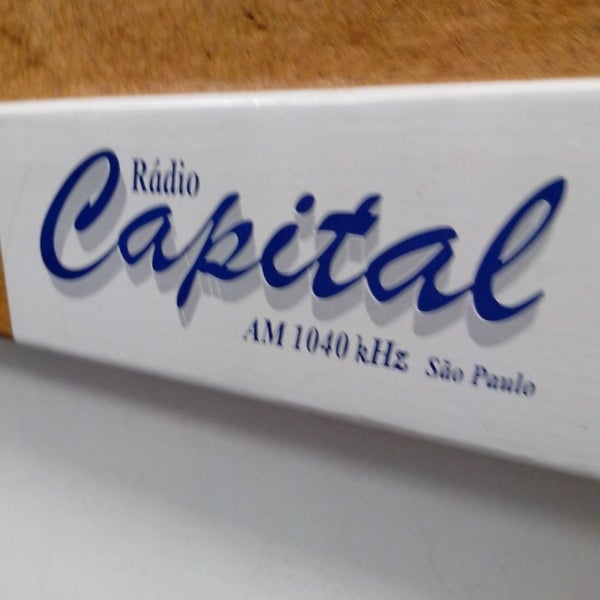 Rádio
Capital
AM 1040 kHz São Paulo